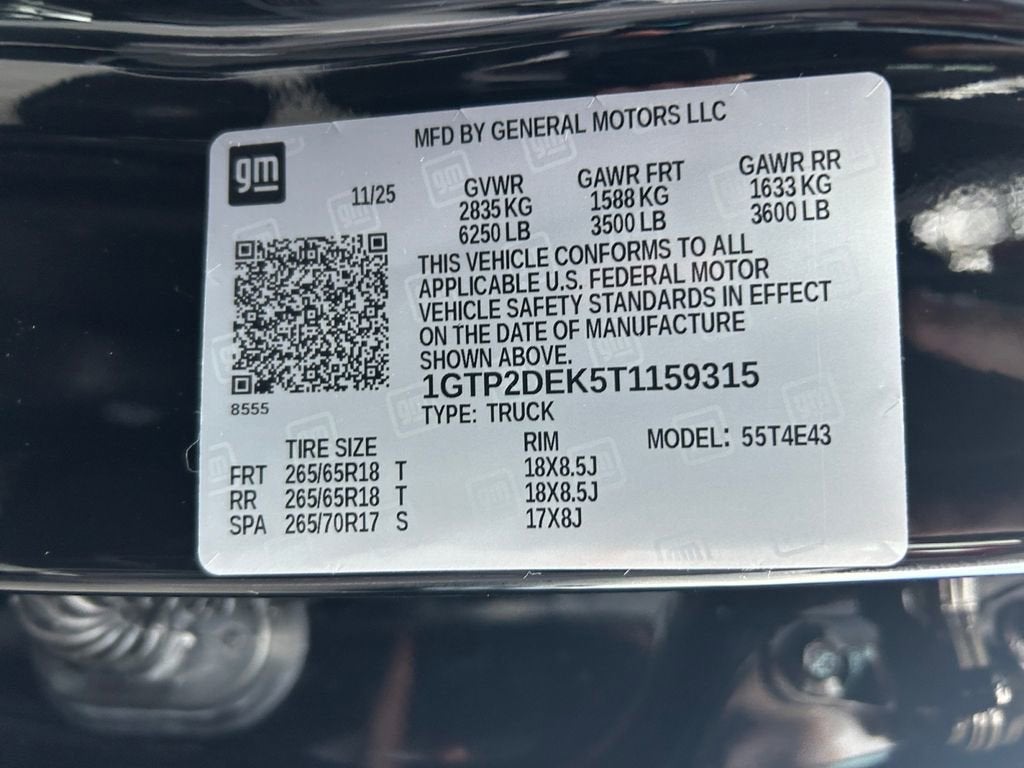 MFD BY GENERAL MOTORS LLC
gm
11/25
GVWR GAWR FRT GAWR RR
2835 KG 1588 KG 1633 KG
6250 LB 3500 LB 3600 LB
THIS VEHICLE CONFORMS TO ALL
APPLICABLE U.S. FEDERAL MOTOR
VEHICLE SAFETY STANDARDS IN EFFECT
ON THE DATE OF MANUFACTURE
SHOWN ABOVE.
1GTP2DEK5T1159315
8555
TYPE: TRUCK
TIRE SIZE RIM MODEL: 55T4E43
FRT 265/65R18 T 18X8.5J
RR 265/65R18 T 18X8.5J
SPA 265/70R17 S 17X8J